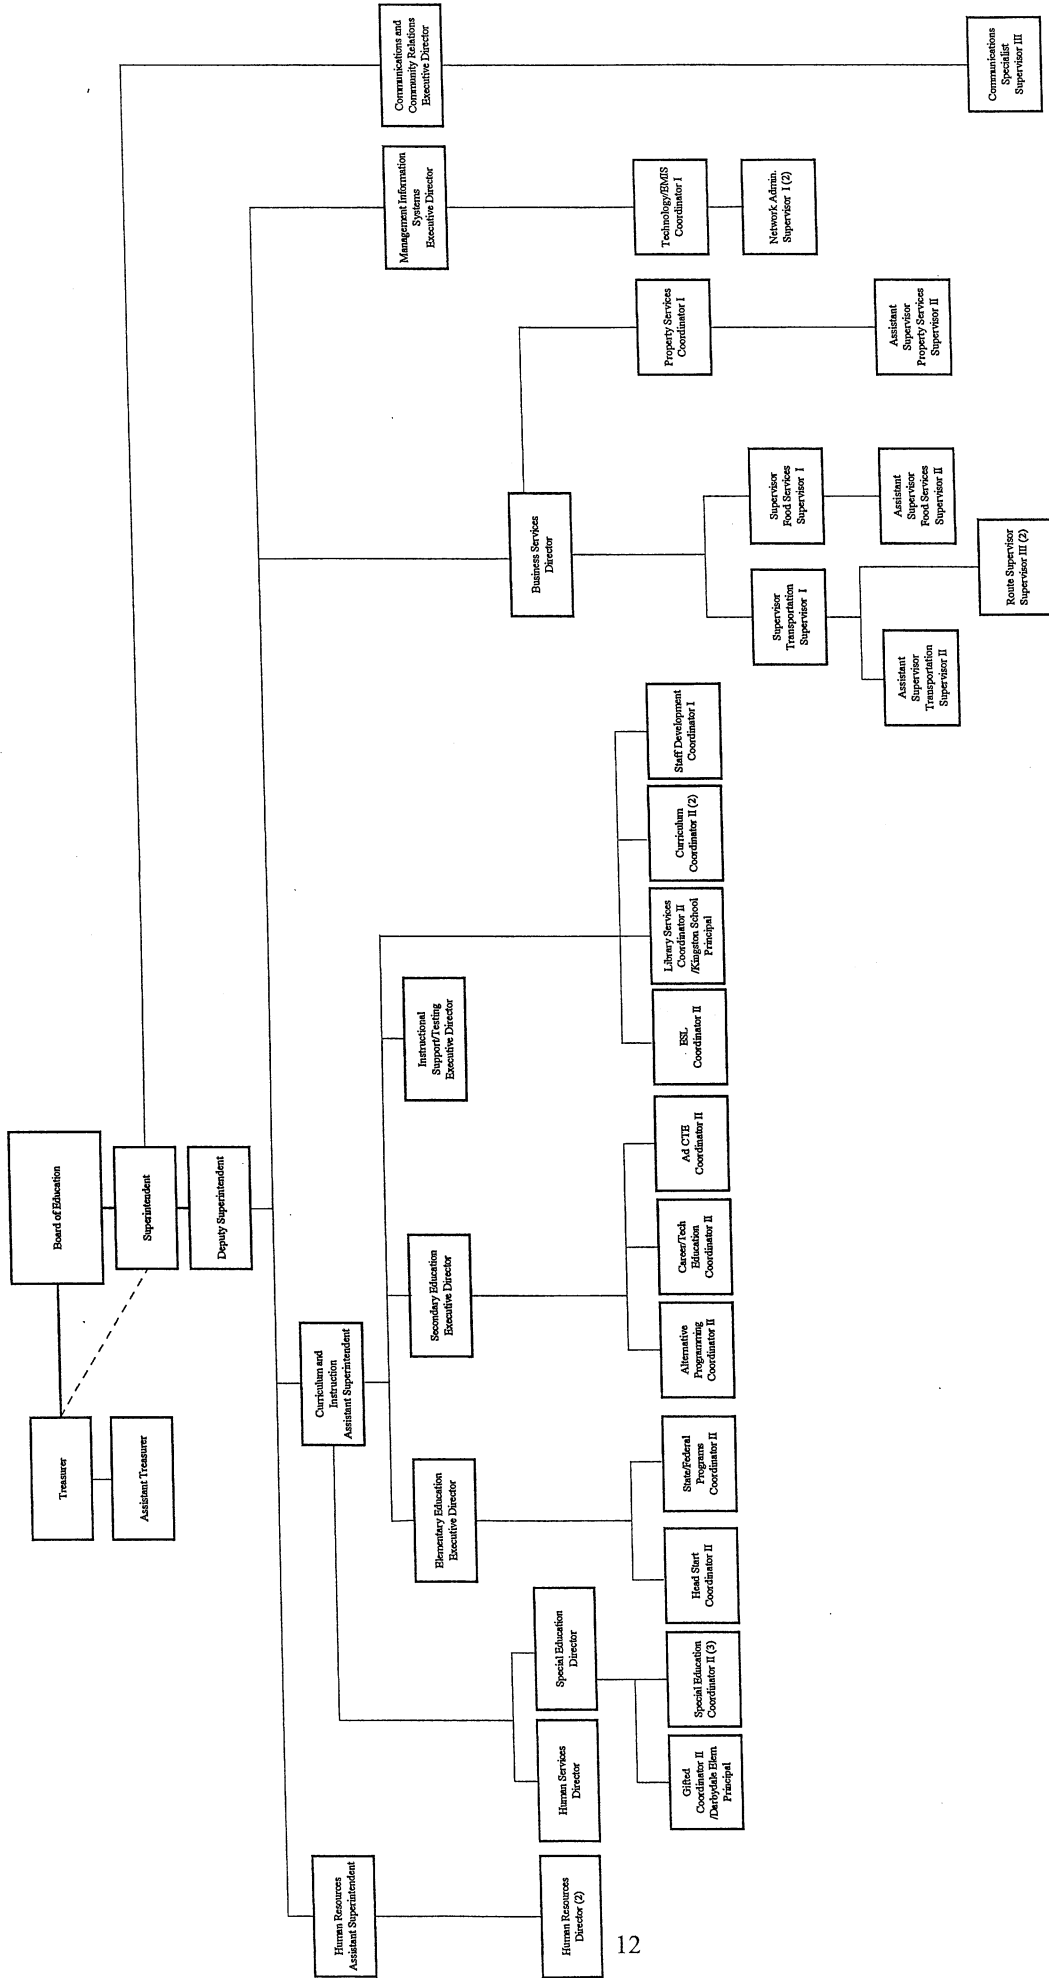 Board of Education
Treasurer
Superintendent
Assistant Treasurer
Deputy Superintendent
Human Resources
Assistant Superintendent
Curriculum and
Instruction
Assistant Superintendent
Management Information
Systems
Executive Director
Communications and
Community Relations
Executive Director
Elementary Education
Executive Director
Secondary Education
Executive Director
Instructional
Support/Testing
Executive Director
Human Resources
Director (2)
Human Services
Director
Special Education
Director
Business Services
Director
Gifted
Coordinator II
/Darbydale Elem.
Principal
Special Education
Coordinator II (3)
Head Start
Coordinator II
State/Federal
Programs
Coordinator II
Alternative
Programming
Coordinator II
Career/Tech
Education
Coordinator II
Ad CTE
Coordinator II
ESL
Coordinator II
Library Services
Coordinator II
/Kingston School
Principal
Curriculum
Coordinator II (2)
Staff Development
Coordinator I
Property Services
Coordinator I
Technology/EMIS
Coordinator I
Supervisor
Transportation
Supervisor I
Supervisor
Food Services
Supervisor I
Network Admin.
Supervisor I (2)
Assistant
Supervisor
Transportation
Supervisor II
Assistant
Supervisor
Food Services
Supervisor II
Assistant
Supervisor
Property Services
Supervisor II
Route Supervisor
Supervisor III (2)
Communications
Specialist
Supervisor III
12